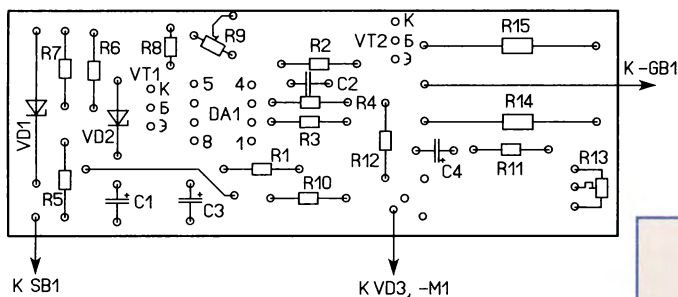 R7
R6
R8
R9
R2
К
VT2 Б
Э
R15
К -GB1
VT1
К
Б
Э
5
4
C2
DA1
R4
VD1
VD2
8
1
R3
R14
R12
C4
R11
R13
R1
R5
C1
C3
R10
К SB1
К VD3, -M1